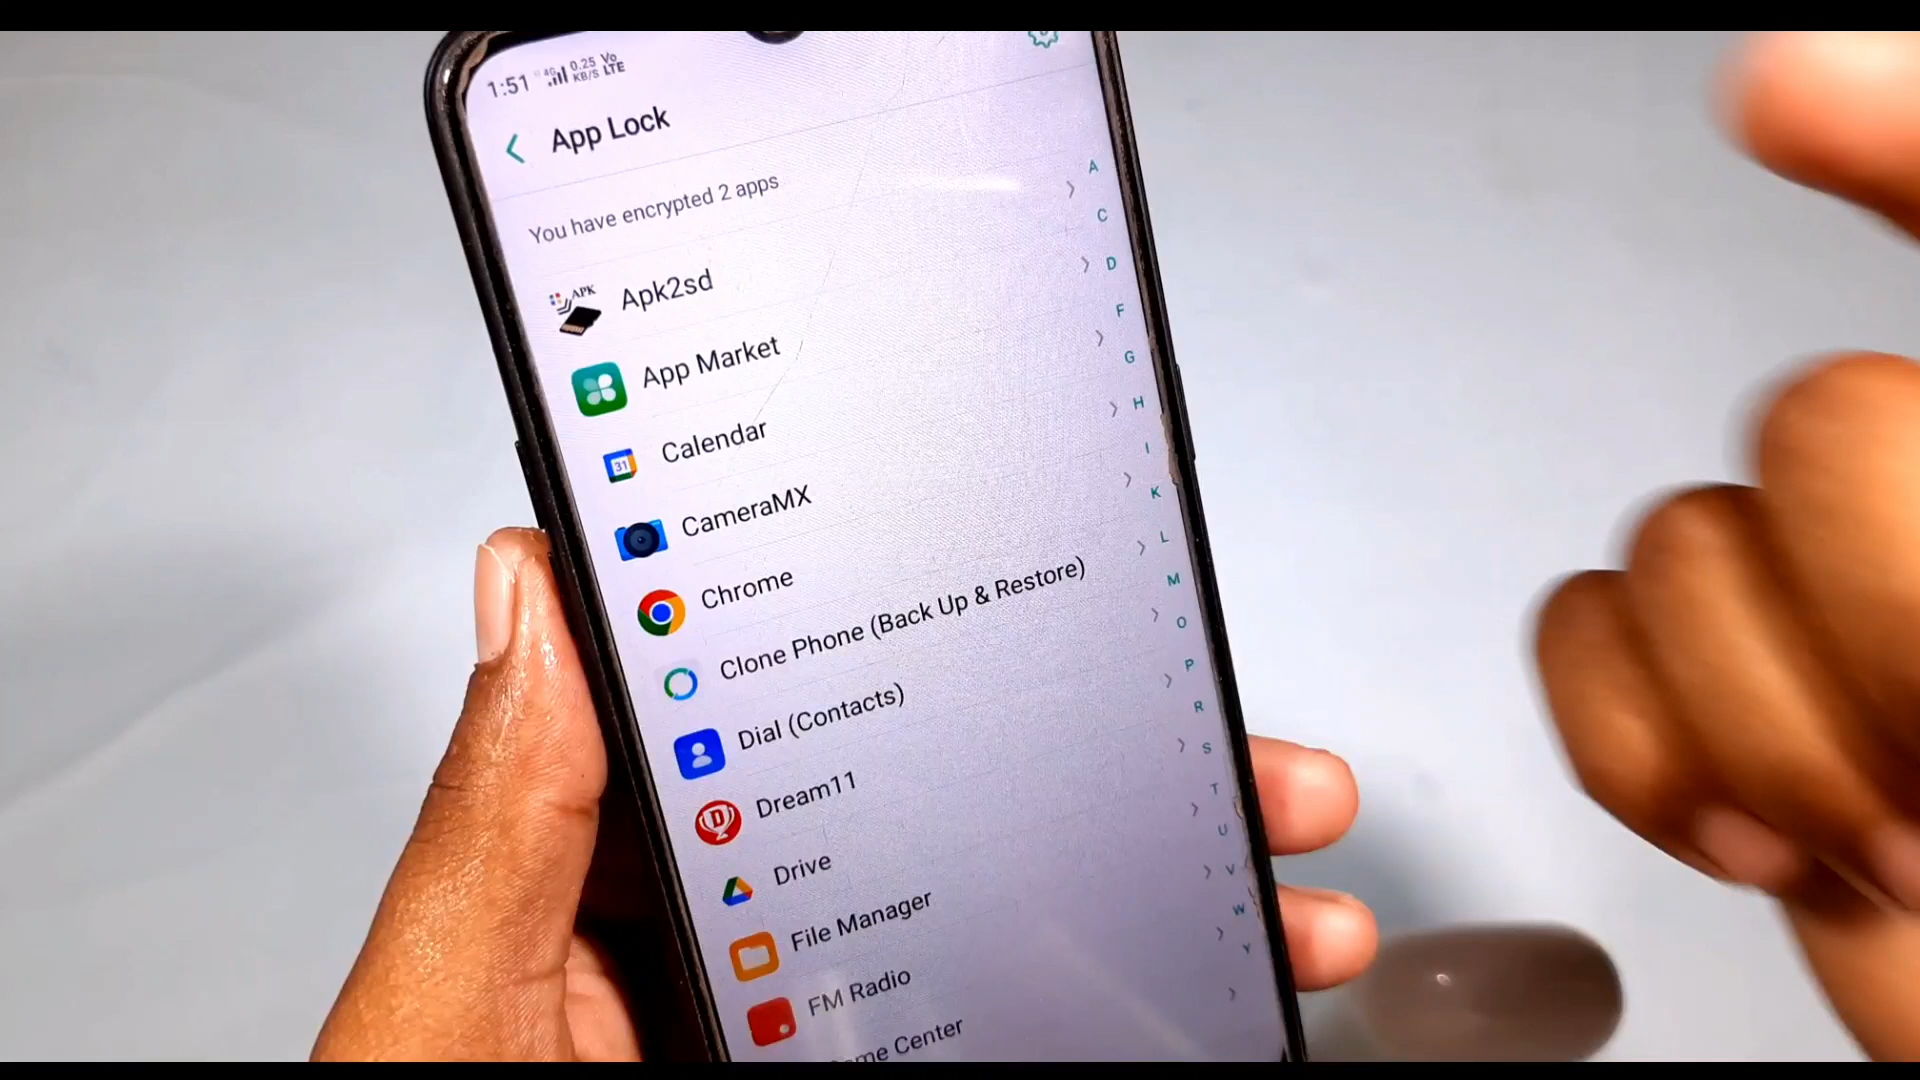 1:51 4G 0.25 KB/S Vo LTE
App Lock
You have encrypted 2 apps
APK Apk2sd
App Market
31 Calendar
CameraMX
Chrome
Clone Phone (Back Up & Restore)
Dial (Contacts)
D Dream11
Drive
File Manager
FM Radio
Center
A
C
D
F
G
H
I
K
L
M
O
P
R
S
T
U
V
W
Y